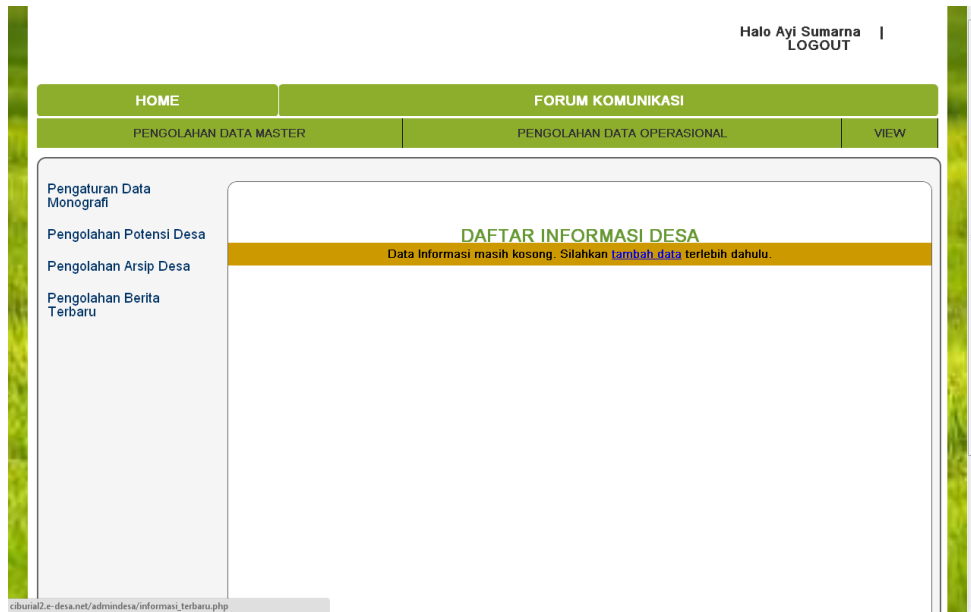 Halo Ayi Sumarna |
LOGOUT
HOME
FORUM KOMUNIKASI
PENGOLAHAN DATA MASTER
PENGOLAHAN DATA OPERASIONAL
VIEW
Pengaturan Data
Monografi
Pengolahan Potensi Desa
Pengolahan Arsip Desa
Pengolahan Berita
Terbaru
DAFTAR INFORMASI DESA
Data Informasi masih kosong. Silahkan tambah data terlebih dahulu.
ciburial2.e-desa.net/admindesa/informasi_terbaru.php